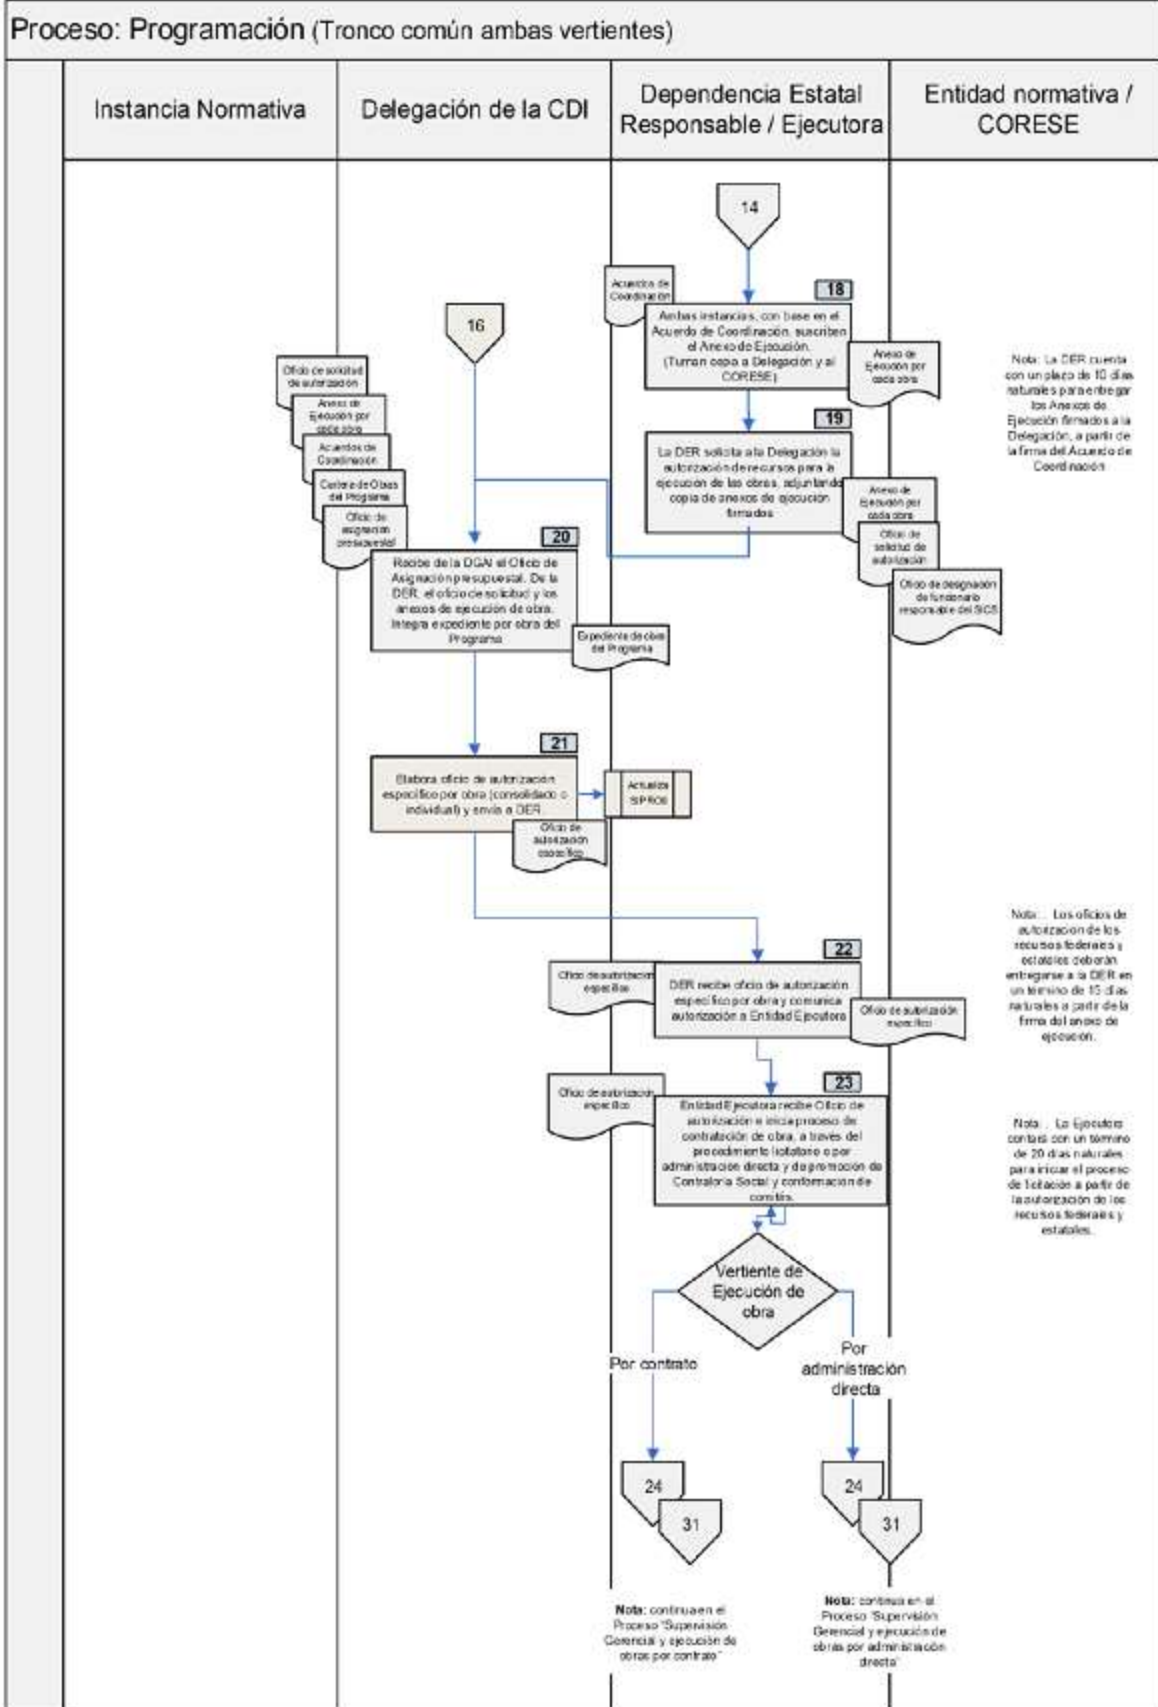 Proceso: Programación (Tronco común ambas vertientes)
Instancia Normativa
Delegación de la CDI
Dependencia Estatal
Responsable / Ejecutora
Entidad normativa /
CORESE
14
Acuerdos de
Coordinación
18
Ambas instancias, con base en el
Acuerdo de Coordinación, suscriben
el Anexo de Ejecución.
(Turnan copia a Delegación y al
CORESE)
Anexo de
Ejecución por
cada obra
Nota: La DER cuenta
con un plazo de 10 días
naturales para entregar
los Anexos de
Ejecución firmados a la
Delegación, a partir de
la firma del Acuerdo de
Coordinación
16
Oficio de solicitud
de autorización
Anexo de
Ejecución por
cada obra
Acuerdos de
Coordinación
Cartera de Obras
del Programa
Oficio de
asignación
presupuestal
19
La DER solicita a la Delegación la
autorización de recursos para la
ejecución de las obras, adjuntando
copia de anexos de ejecución
firmados
Anexo de
Ejecución por
cada obra
Oficio de
solicitud de
autorización
Oficio de designación
de funcionario
responsable del SICS
20
Recibe de la DGAI el Oficio de
Asignación presupuestal. De la
DER, el oficio de solicitud y los
anexos de ejecución de obra.
Integra expediente por obra del
Programa
Expediente de obra
del Programa
21
Elabora oficio de autorización
específico por obra (consolidado o
individual) y envía a DER
Oficio de
autorización
específico
Actualiza
SIPROII
22
Oficio de autorización
específico
DER recibe oficio de autorización
específico por obra y comunica
autorización a Entidad Ejecutora
Oficio de autorización
específico
Nota: . Los oficios de
autorizacion de los
recursos federales y
estatales deberán
entregarse a la DER en
un término de 15 días
naturales a partir de la
firma del anexo de
ejecución.
23
Oficio de autorización
específico
Entidad Ejecutora recibe Oficio de
autorización e inicia proceso de
contratación de obra, a través del
procedimiento licitatorio o por
administración directa y de promoción de
Contraloría Social y conformación de
comités.
Nota: . La Ejecutora
contará con un término
de 20 días naturales
para iniciar el proceso
de licitación a partir de
la autorización de los
recursos federales y
estatales.
Vertiente de
Ejecución de
obra
Por contrato
Por
administración
directa
24
31
24
31
Nota: continua en el
Proceso "Supervisión
Gerencial y ejecución de
obras por contrato"
Nota: continua en el
Proceso "Supervisión
Gerencial y ejecución de
obras por administración
directa"